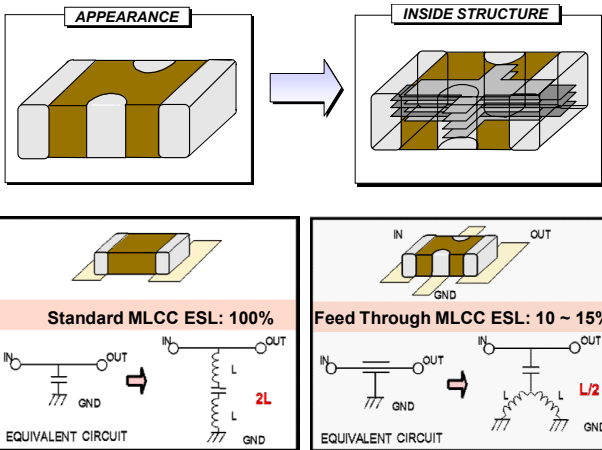 APPEARANCE
INSIDE STRUCTURE
Standard MLCC ESL: 100%
IN
OUT
GND
IN
OUT
L
L
2L
GND
EQUIVALENT CIRCUIT
IN
OUT
GND
Feed Through MLCC ESL: 10 ~ 15%
IN
OUT
GND
IN
OUT
L
L
L/2
GND
EQUIVALENT CIRCUIT